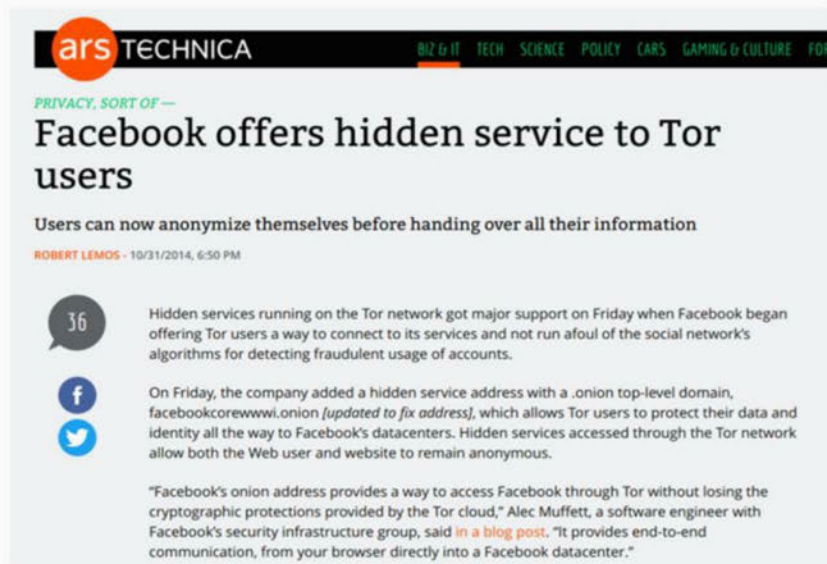 ars TECHNICA
BIZ & IT TECH SCIENCE POLICY CARS GAMING & CULTURE FOR
PRIVACY, SORT OF —
Facebook offers hidden service to Tor
users
Users can now anonymize themselves before handing over all their information
ROBERT LEMOS - 10/31/2014, 6:50 PM
36
Hidden services running on the Tor network got major support on Friday when Facebook began
offering Tor users a way to connect to its services and not run afoul of the social network's
algorithms for detecting fraudulent usage of accounts.
f
On Friday, the company added a hidden service address with a .onion top-level domain,
facebookcorewwwi.onion [updated to fix address], which allows Tor users to protect their data and
identity all the way to Facebook's datacenters. Hidden services accessed through the Tor network
allow both the Web user and website to remain anonymous.
"Facebook's onion address provides a way to access Facebook through Tor without losing the
cryptographic protections provided by the Tor cloud," Alec Muffett, a software engineer with
Facebook's security infrastructure group, said in a blog post. "It provides end-to-end
communication, from your browser directly into a Facebook datacenter."